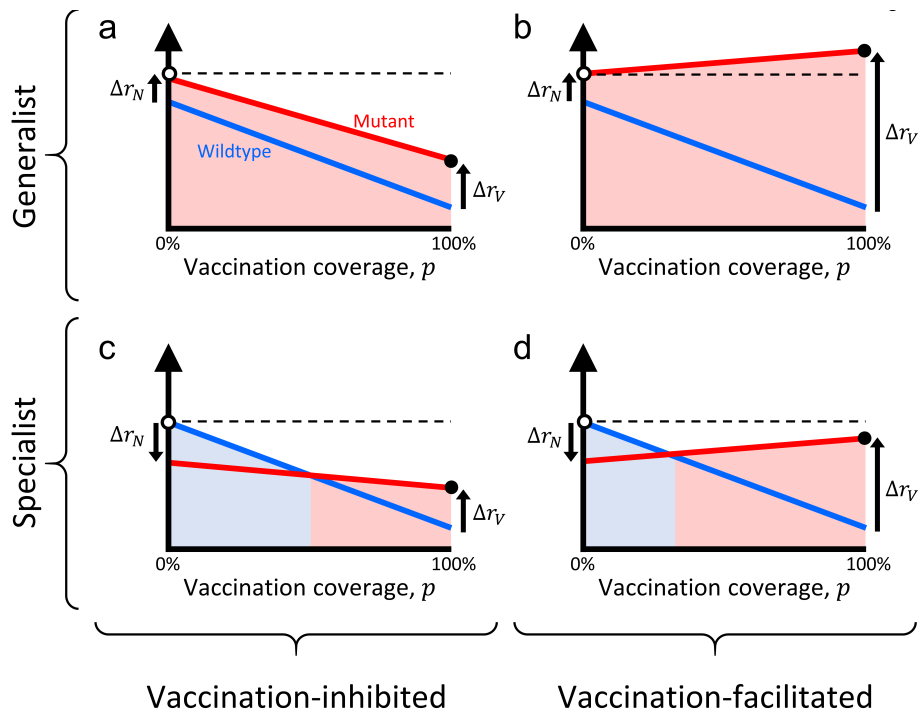 Generalist
a
Δr_N
Mutant
Wildtype
Δr_V
0%
100%
Vaccination coverage, p
b
Δr_N
Δr_V
0%
100%
Vaccination coverage, p
Specialist
c
Δr_N
Δr_V
0%
100%
Vaccination coverage, p
d
Δr_N
Δr_V
0%
100%
Vaccination coverage, p
Vaccination-inhibited
Vaccination-facilitated